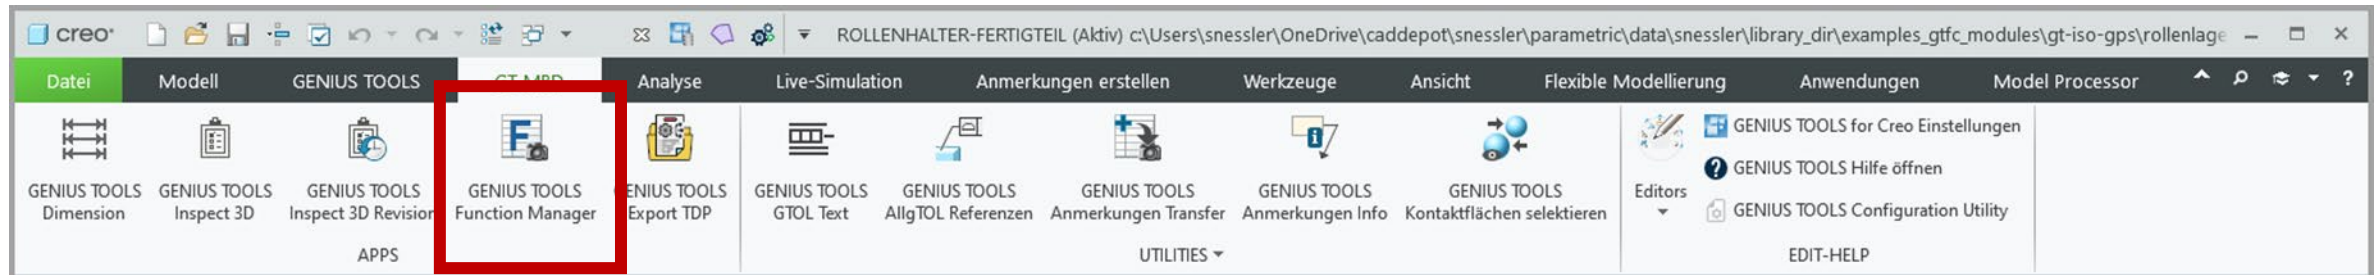 creo®
ROLLENHALTER-FERTIGTEIL (Aktiv) c:\Users\snessler\OneDrive\caddepot\snessler\parametric\data\snessler\library_dir\examples_gtfc_modules\gt-iso-gps\rollenlage
Datei Modell GENIUS TOOLS GT-MBD Analyse Live-Simulation Anmerkungen erstellen Werkzeuge Ansicht Flexible Modellierung Anwendungen Model Processor ?
GENIUS TOOLS
Dimension
GENIUS TOOLS
Inspect 3D
GENIUS TOOLS
Inspect 3D Revision
GENIUS TOOLS
Function Manager
GENIUS TOOLS
Export TDP
APPS
GENIUS TOOLS
GTOL Text
GENIUS TOOLS
AllgTOL Referenzen
GENIUS TOOLS
Anmerkungen Transfer
GENIUS TOOLS
Anmerkungen Info
GENIUS TOOLS
Kontaktflächen selektieren
UTILITIES
Editors
GENIUS TOOLS for Creo Einstellungen
GENIUS TOOLS Hilfe öffnen
GENIUS TOOLS Configuration Utility
EDIT-HELP